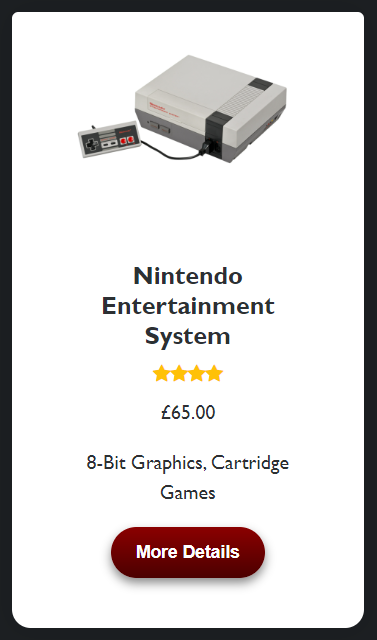 Nintendo
Entertainment
System
£65.00
8-Bit Graphics, Cartridge
Games
More Details